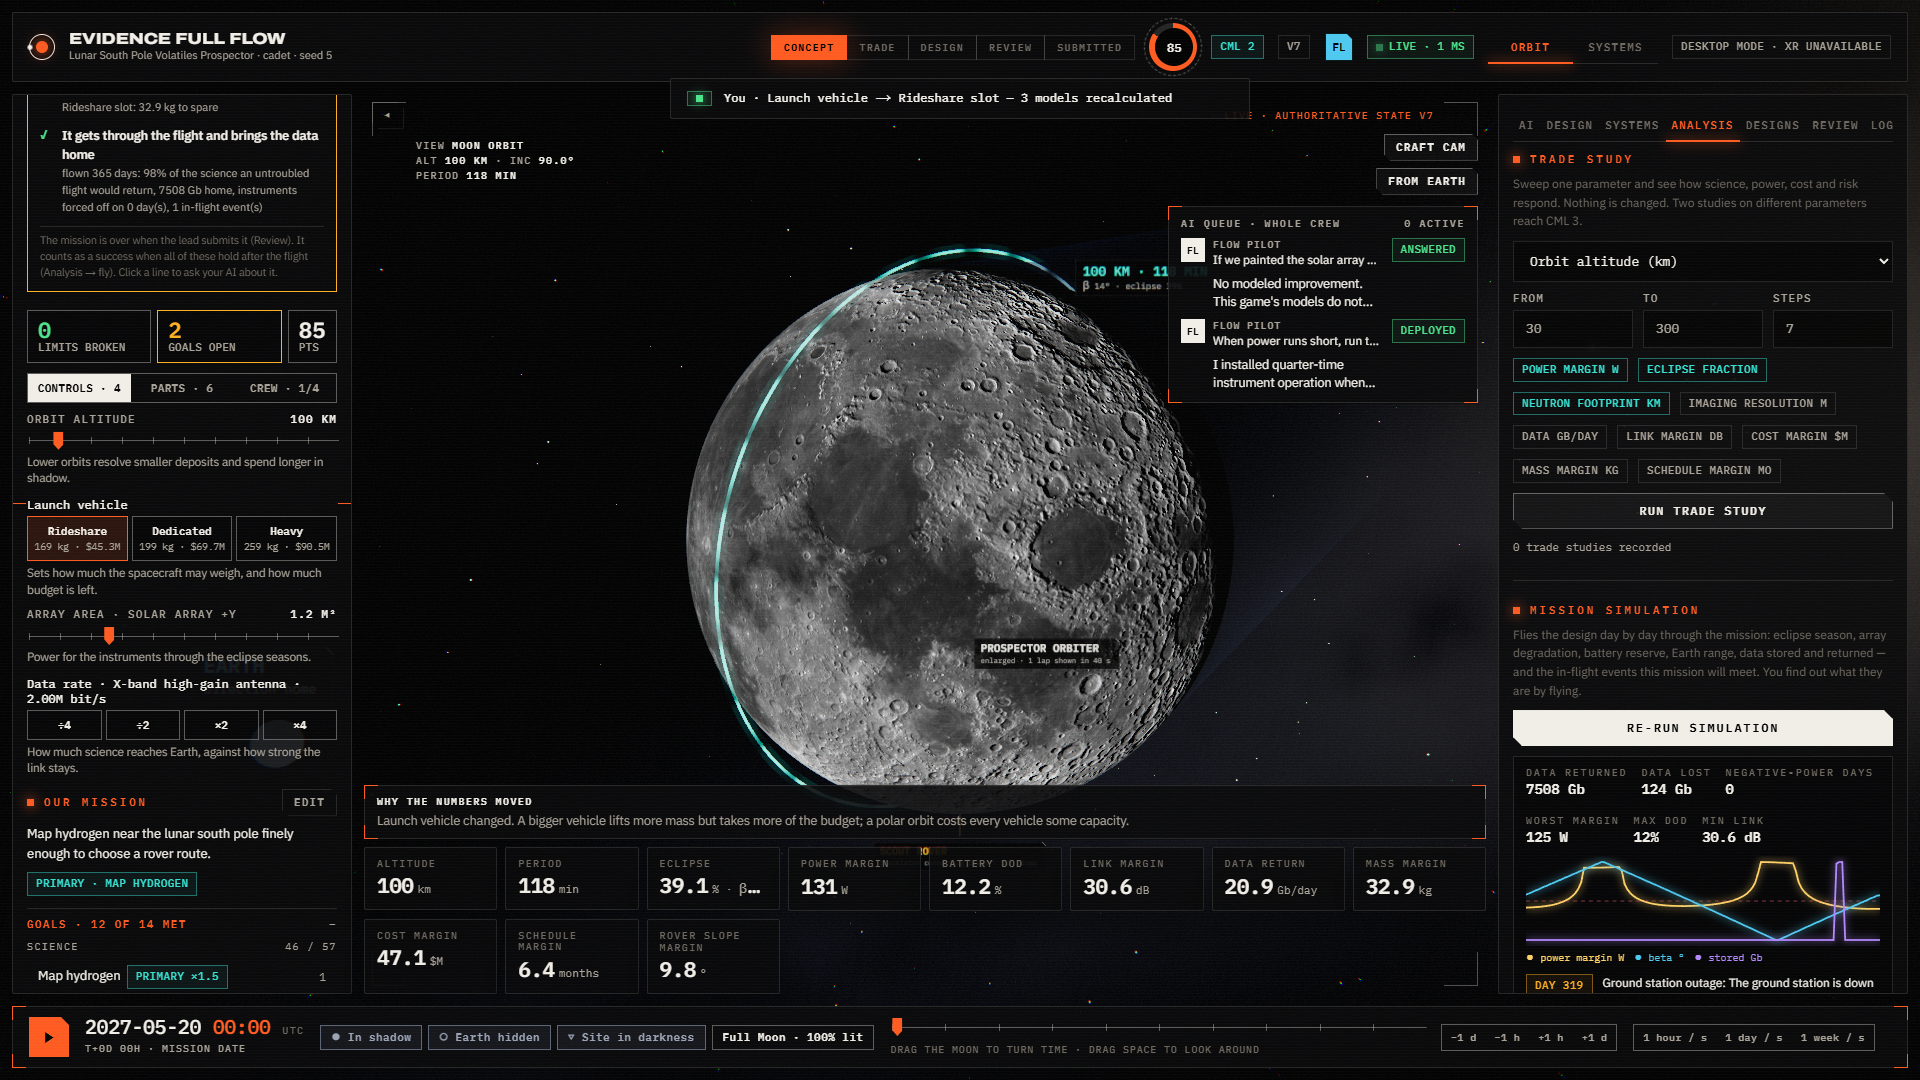 EVIDENCE FULL FLOW
Lunar South Pole Volatiles Prospector · cadet · seed 5
CONCEPT TRADE DESIGN REVIEW SUBMITTED
85
CML 2
V7
FL
LIVE · 1 MS
ORBIT SYSTEMS
DESKTOP MODE · XR UNAVAILABLE
You · Launch vehicle → Rideshare slot — 3 models recalculated
Rideshare slot: 32.9 kg to spare
✓ It gets through the flight and brings the data
home
flown 365 days: 98% of the science an untroubled
flight would return, 7508 Gb home, instruments
forced off on 0 day(s), 1 in-flight event(s)
The mission is over when the lead submits it (Review). It
counts as a success when all of these hold after the flight
(Analysis → fly). Click a line to ask your AI about it.
0 LIMITS BROKEN
2 GOALS OPEN
85 PTS
CONTROLS · 4 PARTS · 6 CREW · 1/4
ORBIT ALTITUDE 100 KM
Lower orbits resolve smaller deposits and spend longer in
shadow.
Launch vehicle
Rideshare Dedicated Heavy
169 kg · $45.3M 199 kg · $69.7M 259 kg · $90.5M
Sets how much the spacecraft may weigh, and how much
budget is left.
ARRAY AREA · SOLAR ARRAY +Y 1.2 M²
Power for the instruments through the eclipse seasons.
EARTH
Data rate · X-band high-gain antenna ·
2.00M bit/s
÷4 ÷2 ×2 ×4
How much science reaches Earth, against how strong the
link stays.
OUR MISSION EDIT
Map hydrogen near the lunar south pole finely
enough to choose a rover route.
PRIMARY · MAP HYDROGEN
GOALS · 12 OF 14 MET –
SCIENCE 46 / 57
Map hydrogen PRIMARY ×1.5 1
VIEW MOON ORBIT
ALT 100 KM · INC 90.0°
PERIOD 118 MIN
· AUTHORITATIVE STATE V7
CRAFT CAM
FROM EARTH
AI QUEUE · WHOLE CREW 0 ACTIVE
FL FLOW PILOT ANSWERED
If we painted the solar array ...
No modeled improvement.
This game's models do not...
FL FLOW PILOT DEPLOYED
When power runs short, run t...
I installed quarter-time
instrument operation when...
100 KM · 118 MIN
β 14° · eclipse
PROSPECTOR ORBITER
enlarged · 1 lap shown in 40 s
WHY THE NUMBERS MOVED
Launch vehicle changed. A bigger vehicle lifts more mass but takes more of the budget; a polar orbit costs every vehicle some capacity.
SCOUT ROVER
ALTITUDE PERIOD ECLIPSE POWER MARGIN BATTERY DOD LINK MARGIN DATA RETURN MASS MARGIN
100 km 118 min 39.1 % · β… 131 W 12.2 % 30.6 dB 20.9 Gb/day 32.9 kg
COST MARGIN SCHEDULE MARGIN ROVER SLOPE MARGIN
47.1 $M 6.4 months 9.8 °
AI DESIGN SYSTEMS ANALYSIS DESIGNS REVIEW LOG
TRADE STUDY
Sweep one parameter and see how science, power, cost and risk
respond. Nothing is changed. Two studies on different parameters
reach CML 3.
Orbit altitude (km)
FROM TO STEPS
30 300 7
POWER MARGIN W ECLIPSE FRACTION
NEUTRON FOOTPRINT KM IMAGING RESOLUTION M
DATA GB/DAY LINK MARGIN DB COST MARGIN $M
MASS MARGIN KG SCHEDULE MARGIN MO
RUN TRADE STUDY
0 trade studies recorded
MISSION SIMULATION
Flies the design day by day through the mission: eclipse season, array
degradation, battery reserve, Earth range, data stored and returned —
and the in-flight events this mission will meet. You find out what they
are by flying.
RE-RUN SIMULATION
DATA RETURNED DATA LOST NEGATIVE-POWER DAYS
7508 Gb 124 Gb 0
WORST MARGIN MAX DOD MIN LINK
125 W 12% 30.6 dB
power margin W beta ° stored Gb
DAY 319 Ground station outage: The ground station is down
2027-05-20 00:00 UTC
T+0D 00H · MISSION DATE
In shadow
Earth hidden
Site in darkness
Full Moon · 100% lit
DRAG THE MOON TO TURN TIME · DRAG SPACE TO LOOK AROUND
−1 d −1 h +1 h +1 d
1 hour / s 1 day / s 1 week / s